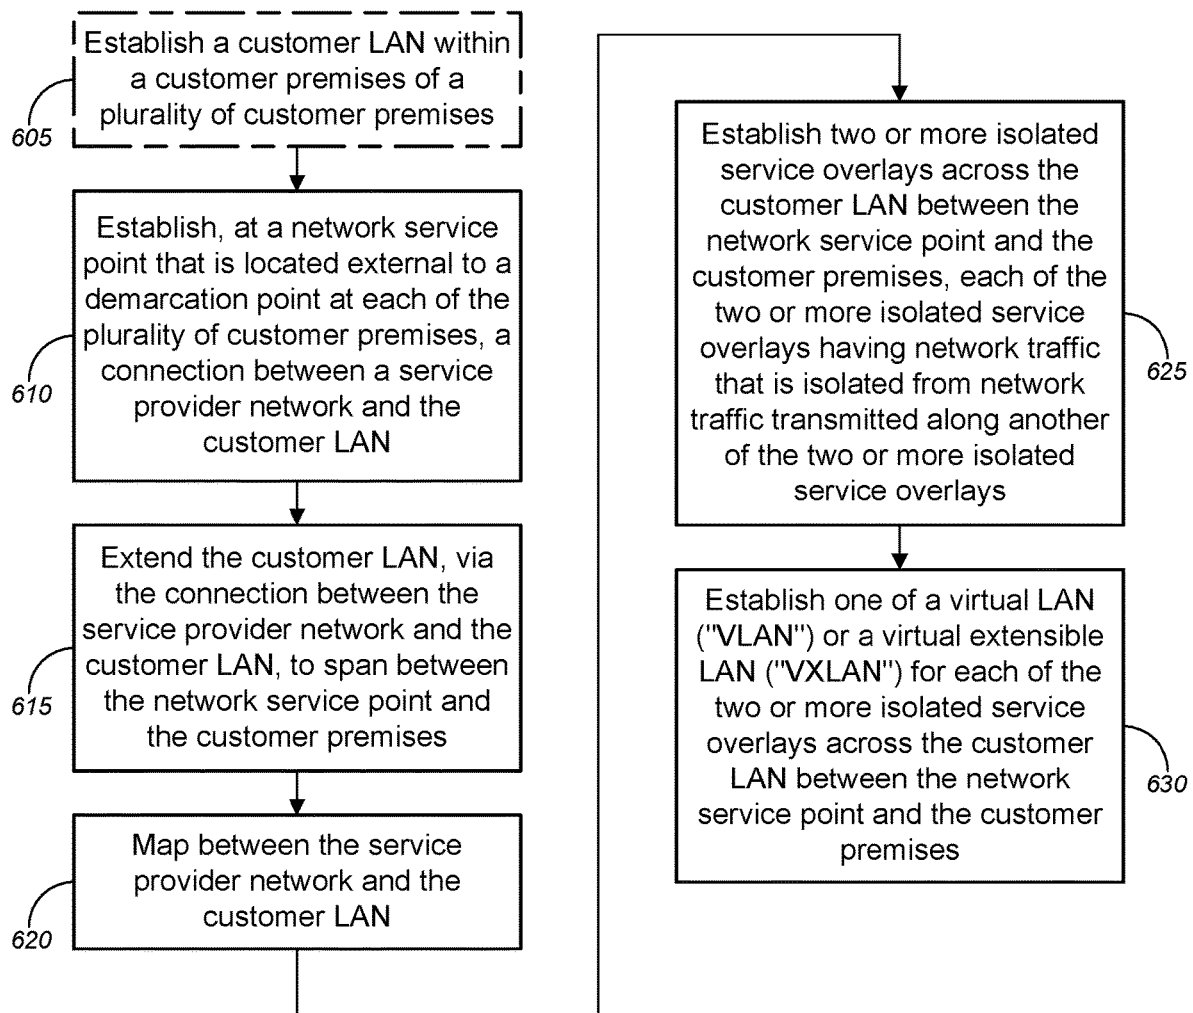 Establish a customer LAN within
a customer premises of a
plurality of customer premises
605
Establish, at a network service
point that is located external to a
demarcation point at each of the
plurality of customer premises, a
connection between a service
provider network and the
customer LAN
610
Extend the customer LAN, via
the connection between the
service provider network and the
customer LAN, to span between
the network service point and
the customer premises
615
Map between the service
provider network and the
customer LAN
620
Establish two or more isolated
service overlays across the
customer LAN between the
network service point and the
customer premises, each of the
two or more isolated service
overlays having network traffic
that is isolated from network
traffic transmitted along another
of the two or more isolated
service overlays
625
Establish one of a virtual LAN
("VLAN") or a virtual extensible
LAN ("VXLAN") for each of the
two or more isolated service
overlays across the customer
LAN between the network
service point and the customer
premises
630